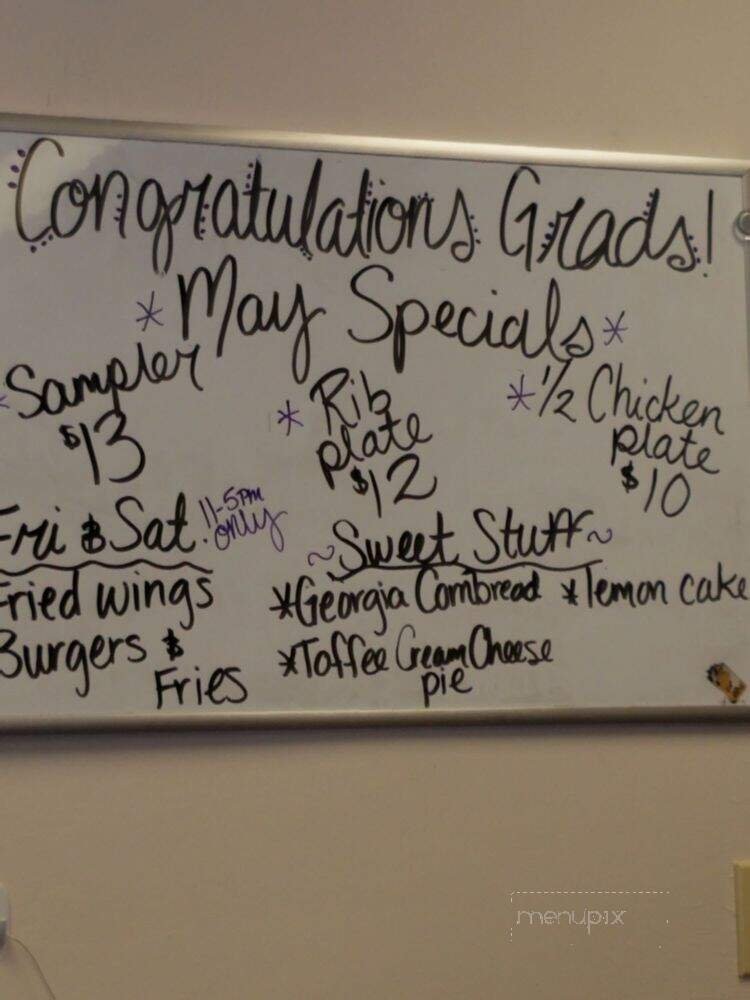 Congratulations Grads!
* May Specials *
* Sampler
$13
* Rib
plate
$12
* 1/2 Chicken
plate
$10
Fri & Sat. 11-5pm
only
Fried wings
Burgers &
Fries
~Sweet Stuff~
*Georgia Cornbread *Lemon cake
*Toffee Cream Cheese
pie
menupix